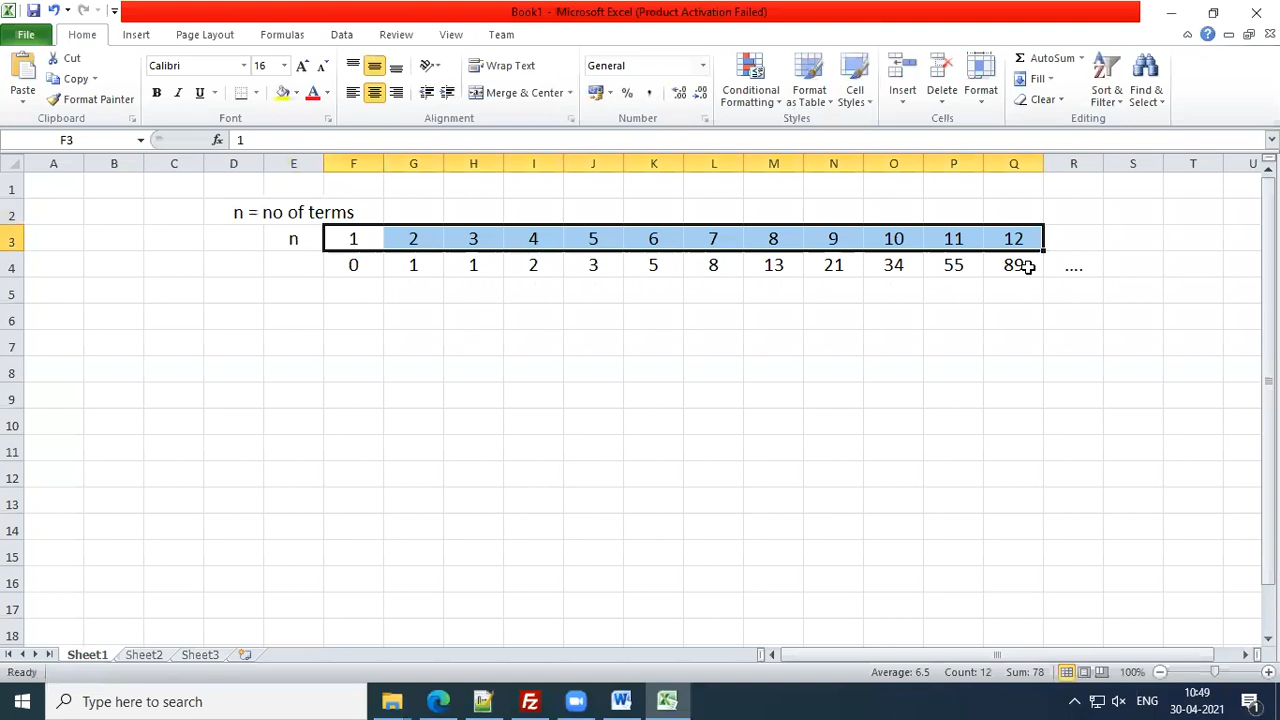 Book1 - Microsoft Excel (Product Activation Failed)
File Home Insert Page Layout Formulas Data Review View Team
Paste
Cut
Copy
Format Painter
Clipboard
Calibri 16
B I U A
Font
Wrap Text
Merge & Center
Alignment
General
% ,
Number
Conditional Formatting
Format as Table
Cell Styles
Styles
Insert
Delete
Format
Cells
Σ AutoSum
Fill
Clear
Sort & Filter
Find & Select
Editing
F3 fx 1
A B C D E F G H I J K L M N O P Q R S T U
1
2 n = no of terms
3 n 1 2 3 4 5 6 7 8 9 10 11 12
4 0 1 1 2 3 5 8 13 21 34 55 89 ....
5
6
7
8
9
10
11
12
13
14
15
16
17
18
Sheet1 Sheet2 Sheet3
Ready Average: 6.5 Count: 12 Sum: 78 100%
Type here to search
ENG
10:49
30-04-2021
1